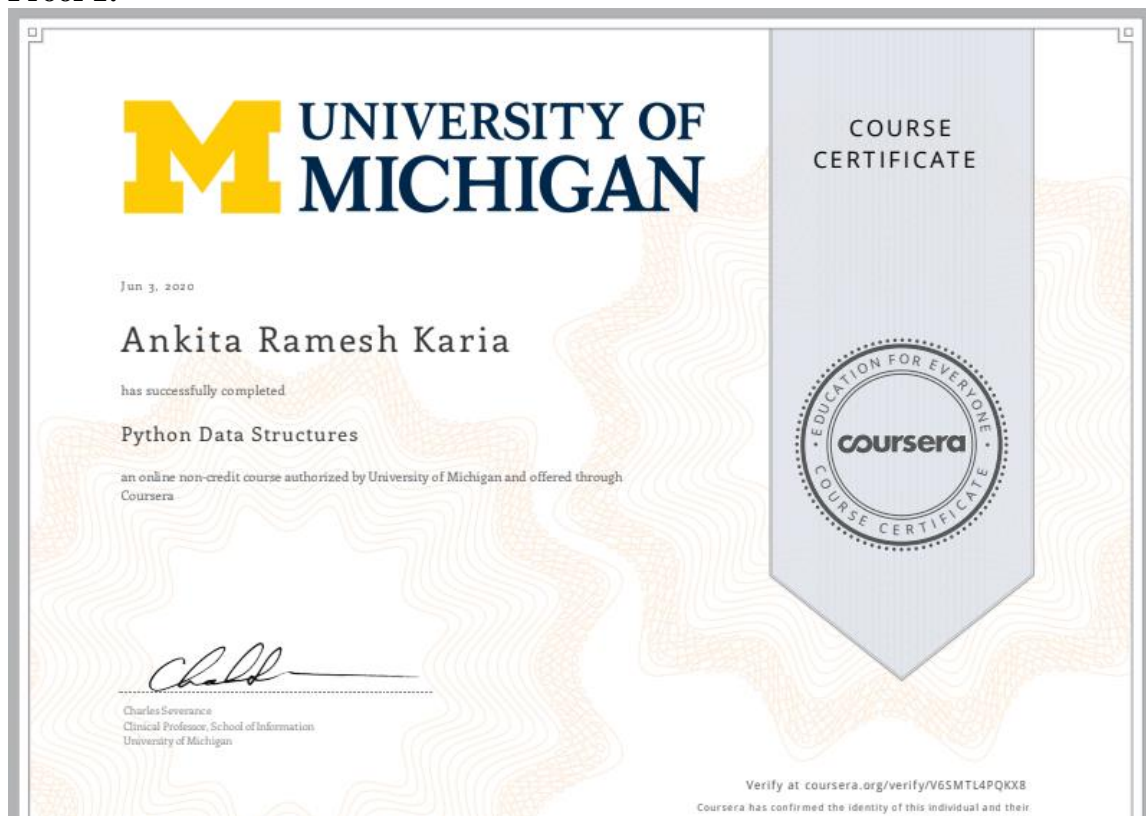 UNIVERSITY OF
MICHIGAN
COURSE
CERTIFICATE
Jun 3, 2020
Ankita Ramesh Karia
has successfully completed
Python Data Structures
an online non-credit course authorized by University of Michigan and offered through
Coursera
EDUCATION FOR EVERYONE
coursera
COURSE CERTIFICATE
Charles Severance
Clinical Professor, School of Information
University of Michigan
Verify at coursera.org/verify/V6SMTL4PQKX8
Coursera has confirmed the identity of this individual and their